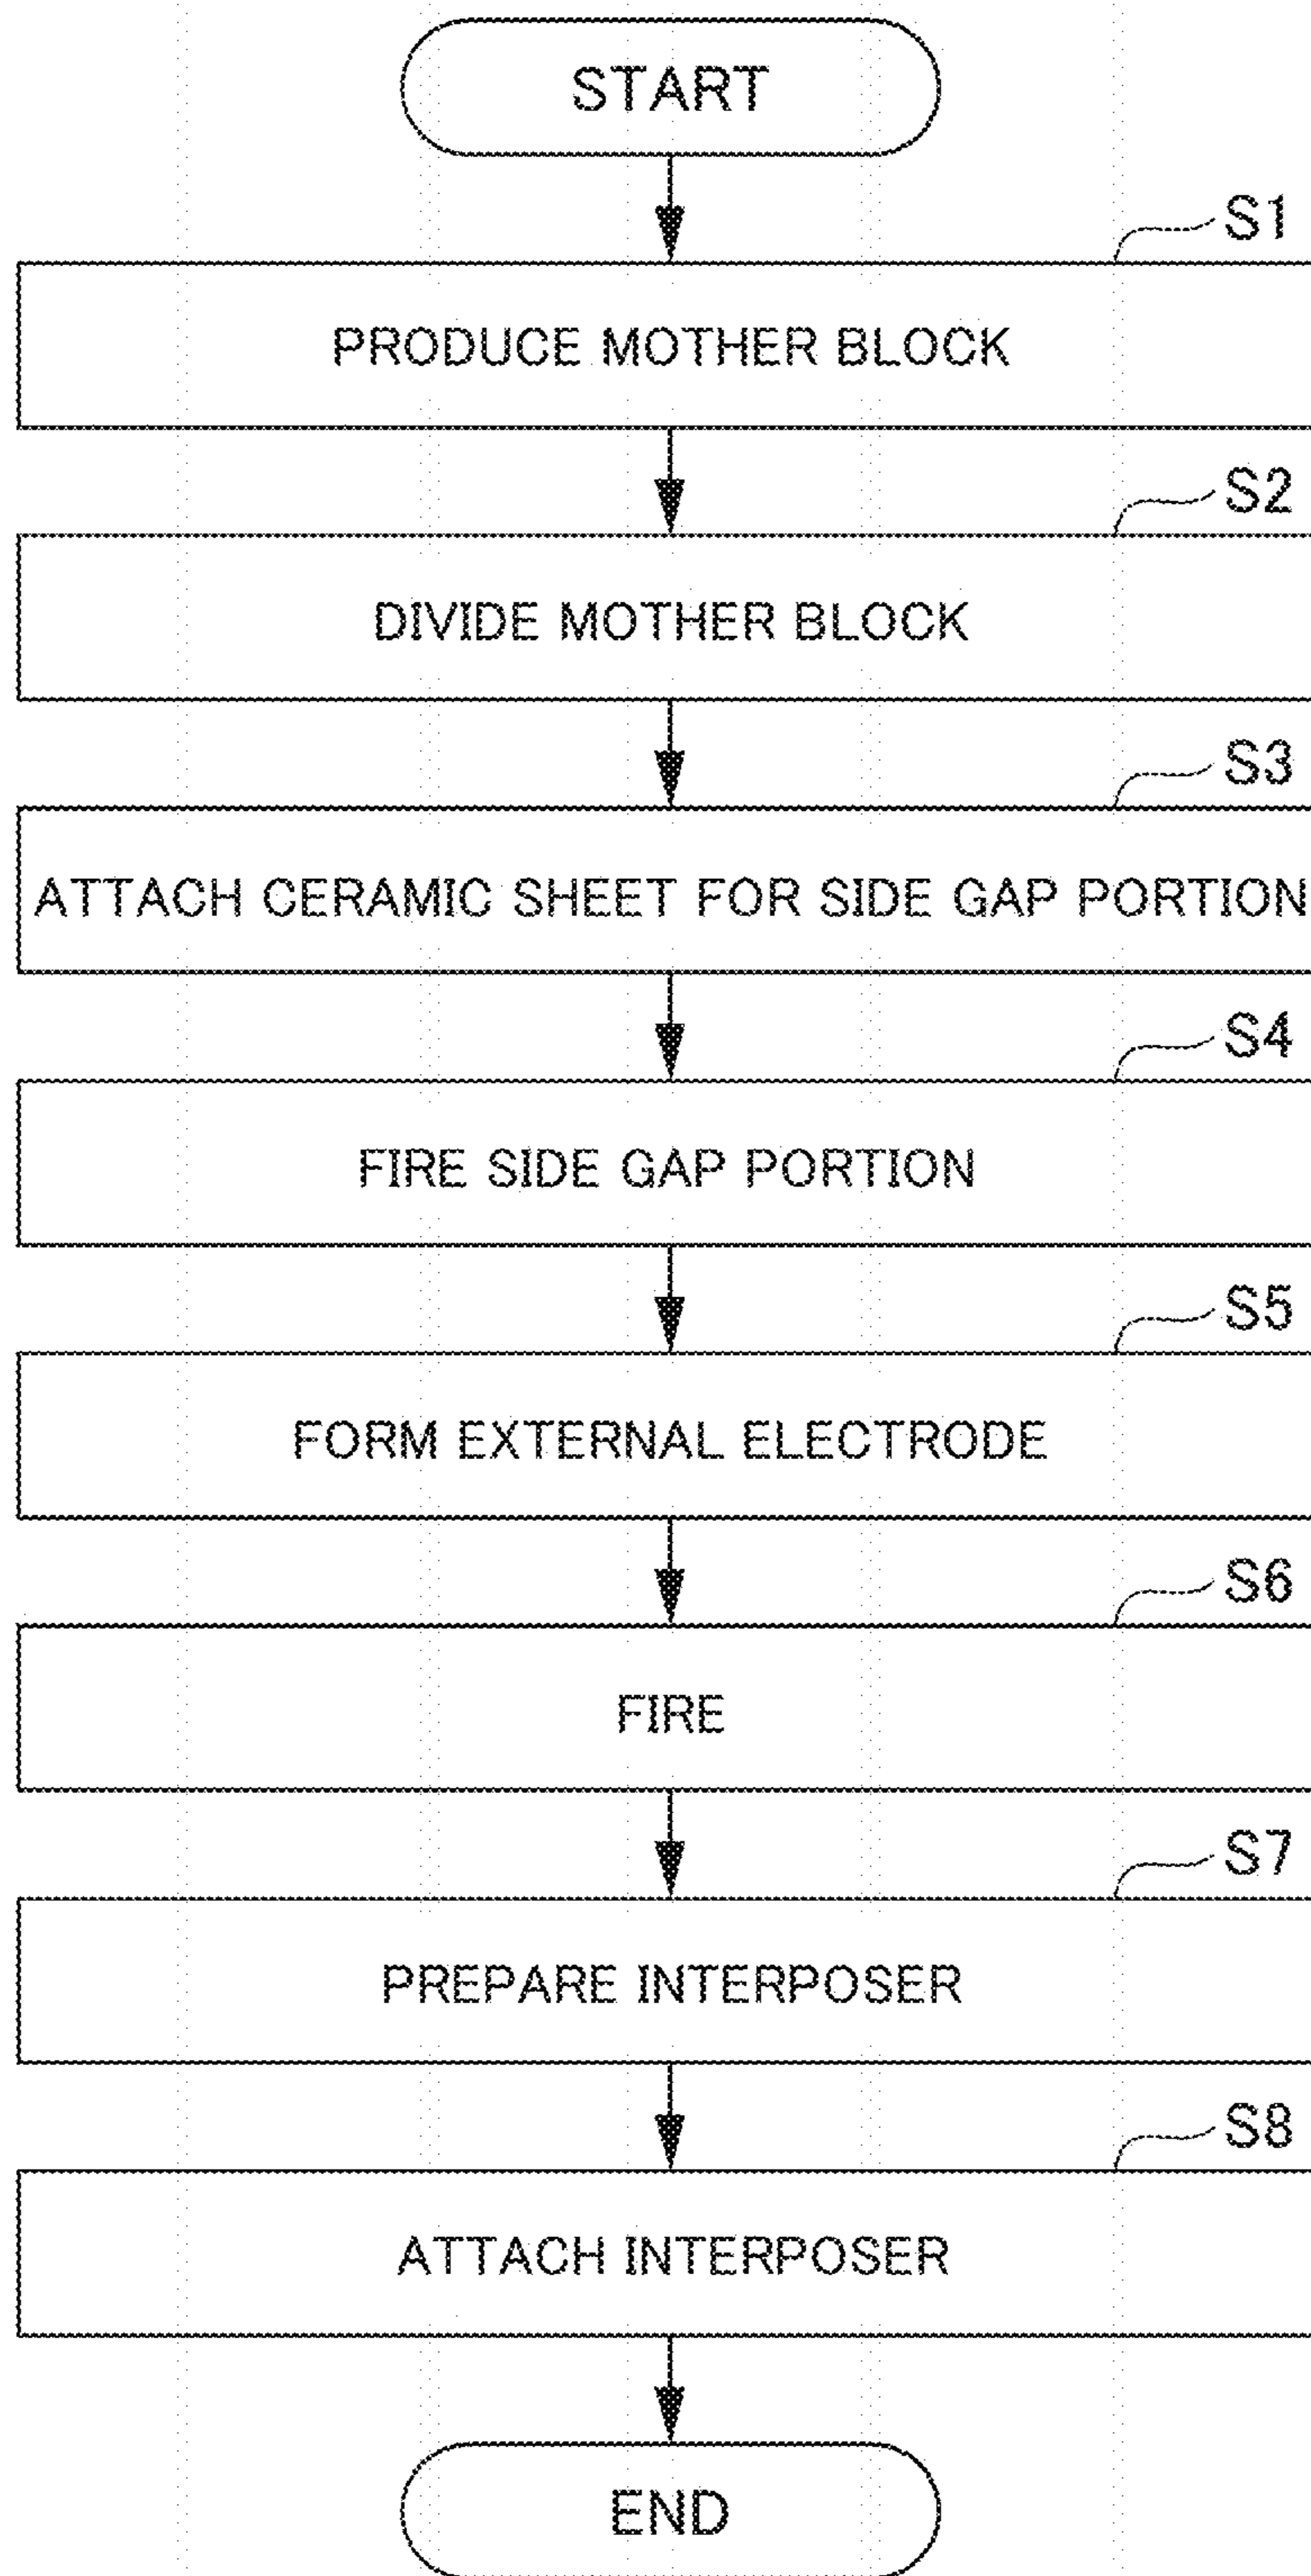 START
S1
PRODUCE MOTHER BLOCK
S2
DIVIDE MOTHER BLOCK
S3
ATTACH CERAMIC SHEET FOR SIDE GAP PORTION
S4
FIRE SIDE GAP PORTION
S5
FORM EXTERNAL ELECTRODE
S6
FIRE
S7
PREPARE INTERPOSER
S8
ATTACH INTERPOSER
END